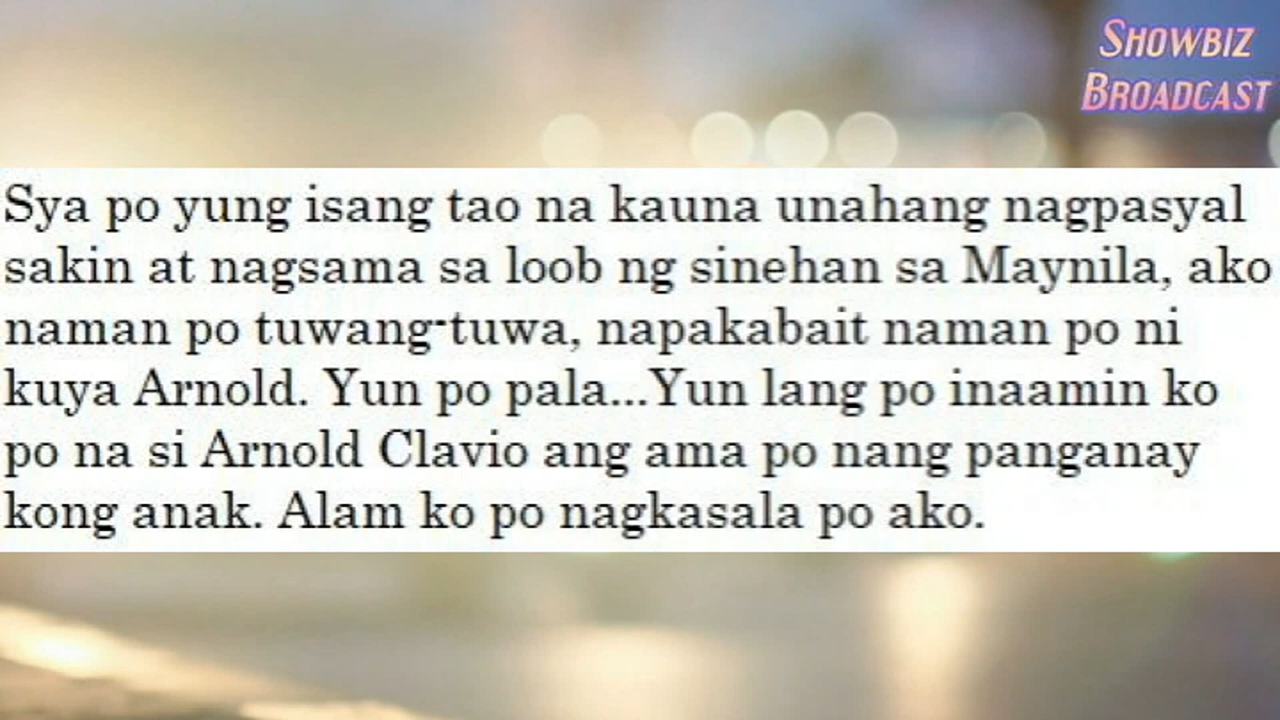 SHOWBIZ
BROADCAST
Sya po yung isang tao na kauna unahang nagpasyal
sakin at nagsama sa loob ng sinehan sa Maynila, ako
naman po tuwang-tuwa, napakabait naman po ni
kuya Arnold. Yun po pala...Yun lang po inaamin ko
po na si Arnold Clavio ang ama po nang panganay
kong anak. Alam ko po nagkasala po ako.